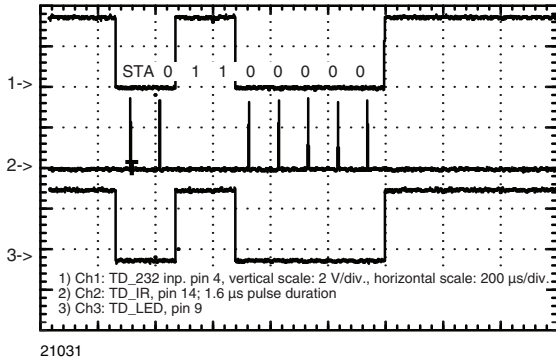 1->
STA 0 1 1 0 0 0 0 0
2->
3->
1) Ch1: TD_232 inp. pin 4, vertical scale: 2 V/div., horizontal scale: 200 µs/div.
2) Ch2: TD_IR, pin 14; 1.6 µs pulse duration
3) Ch3: TD_LED, pin 9
21031